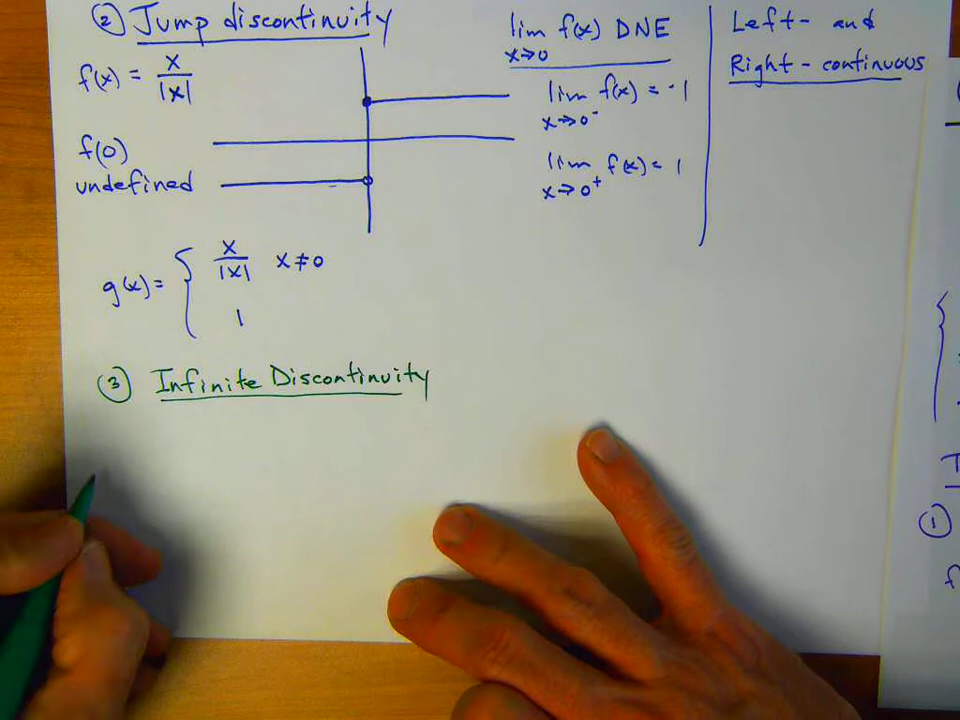 ② Jump discontinuity
f(x) = x/|x|
f(0)
undefined
lim f(x) DNE
x→0
lim f(x) = -1
x→0⁻
lim f(x) = 1
x→0⁺
Left- and
Right-continuous
g(x) = { x/|x| x≠0
1
③ Infinite Discontinuity
①
f